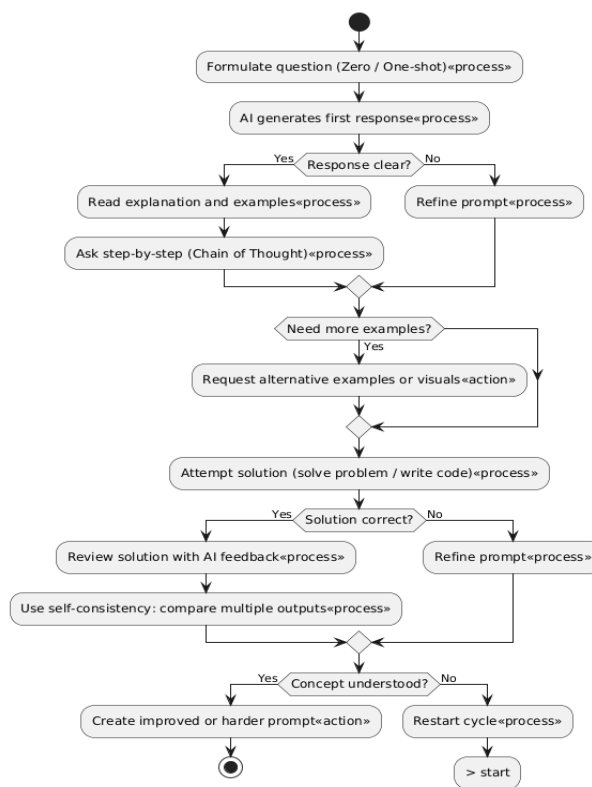 Formulate question (Zero / One-shot)«process»
AI generates first response«process»
Yes
Response clear?
No
Read explanation and examples«process»
Refine prompt«process»
Ask step-by-step (Chain of Thought)«process»
Need more examples?
Yes
Request alternative examples or visuals«action»
Attempt solution (solve problem / write code)«process»
Yes
Solution correct?
No
Review solution with AI feedback«process»
Refine prompt«process»
Use self-consistency: compare multiple outputs«process»
Yes
Concept understood?
No
Create improved or harder prompt«action»
Restart cycle«process»
> start